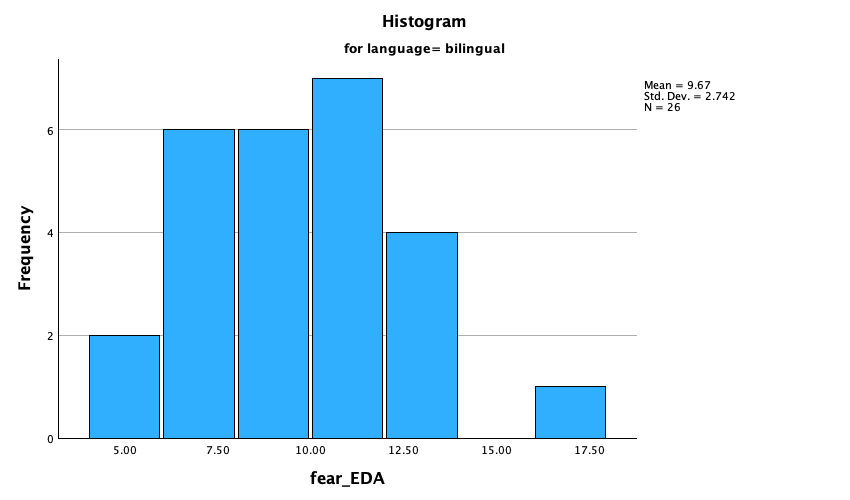 Histogram
for language= bilingual
Mean = 9.67
Std. Dev. = 2.742
N = 26
Frequency
6
4
2
0
5.00 7.50 10.00 12.50 15.00 17.50
fear_EDA